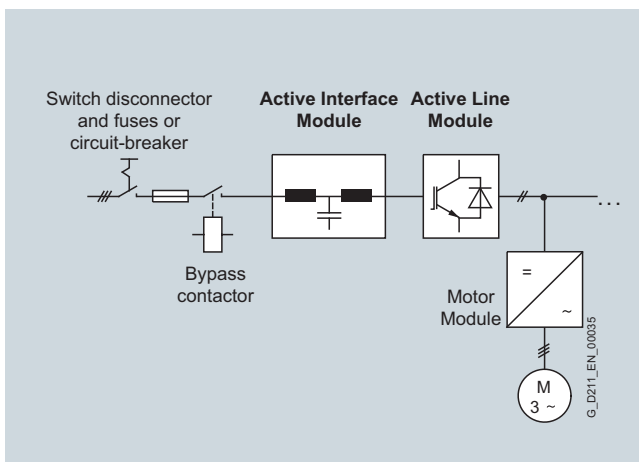 Switch disconnector
and fuses or
circuit-breaker
Active Interface
Module
Active Line
Module
Bypass
contactor
...
=
~
Motor
Module
M
3 ~
G_D211_EN_00035